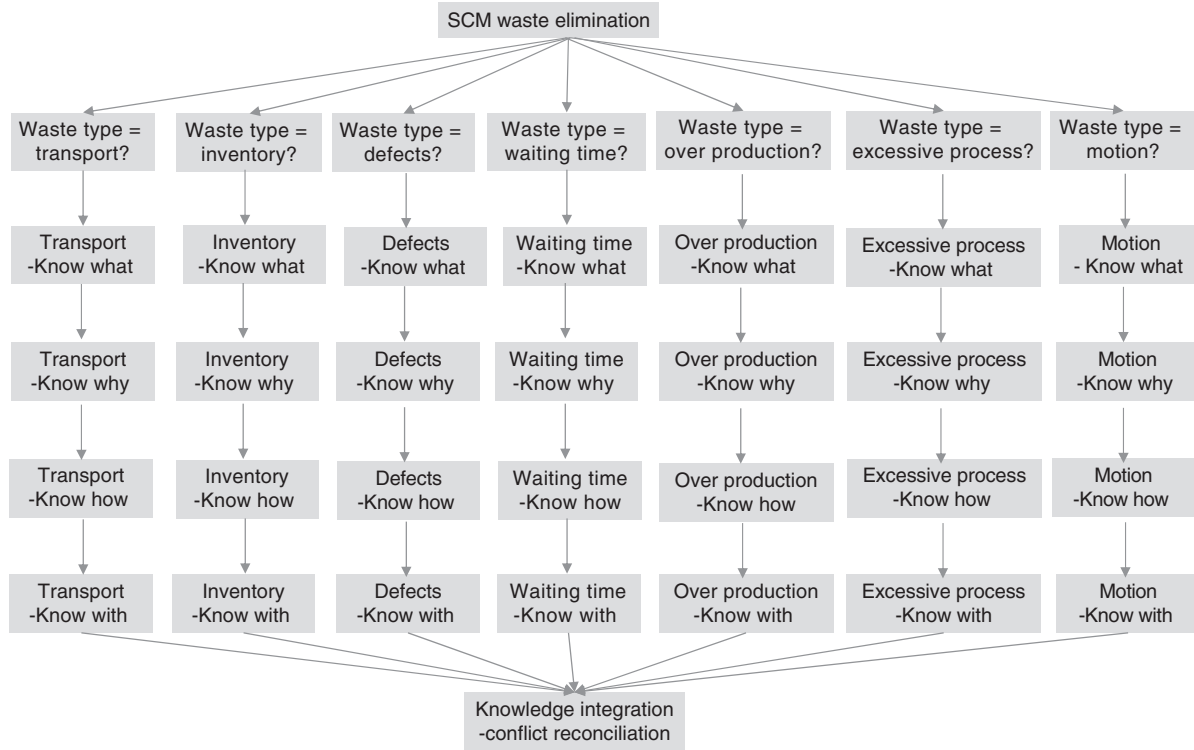 SCM waste elimination
Waste type =
transport?
Waste type =
inventory?
Waste type =
defects?
Waste type =
waiting time?
Waste type =
over production?
Waste type =
excessive process?
Waste type =
motion?
Transport
-Know what
Inventory
-Know what
Defects
-Know what
Waiting time
-Know what
Over production
-Know what
Excessive process
-Know what
Motion
- Know what
Transport
-Know why
Inventory
-Know why
Defects
-Know why
Waiting time
-Know why
Over production
-Know why
Excessive process
-Know why
Motion
-Know why
Transport
-Know how
Inventory
-Know how
Defects
-Know how
Waiting time
-Know how
Over production
-Know how
Excessive process
-Know how
Motion
-Know how
Transport
-Know with
Inventory
-Know with
Defects
-Know with
Waiting time
-Know with
Over production
-Know with
Excessive process
-Know with
Motion
-Know with
Knowledge integration
-conflict reconciliation